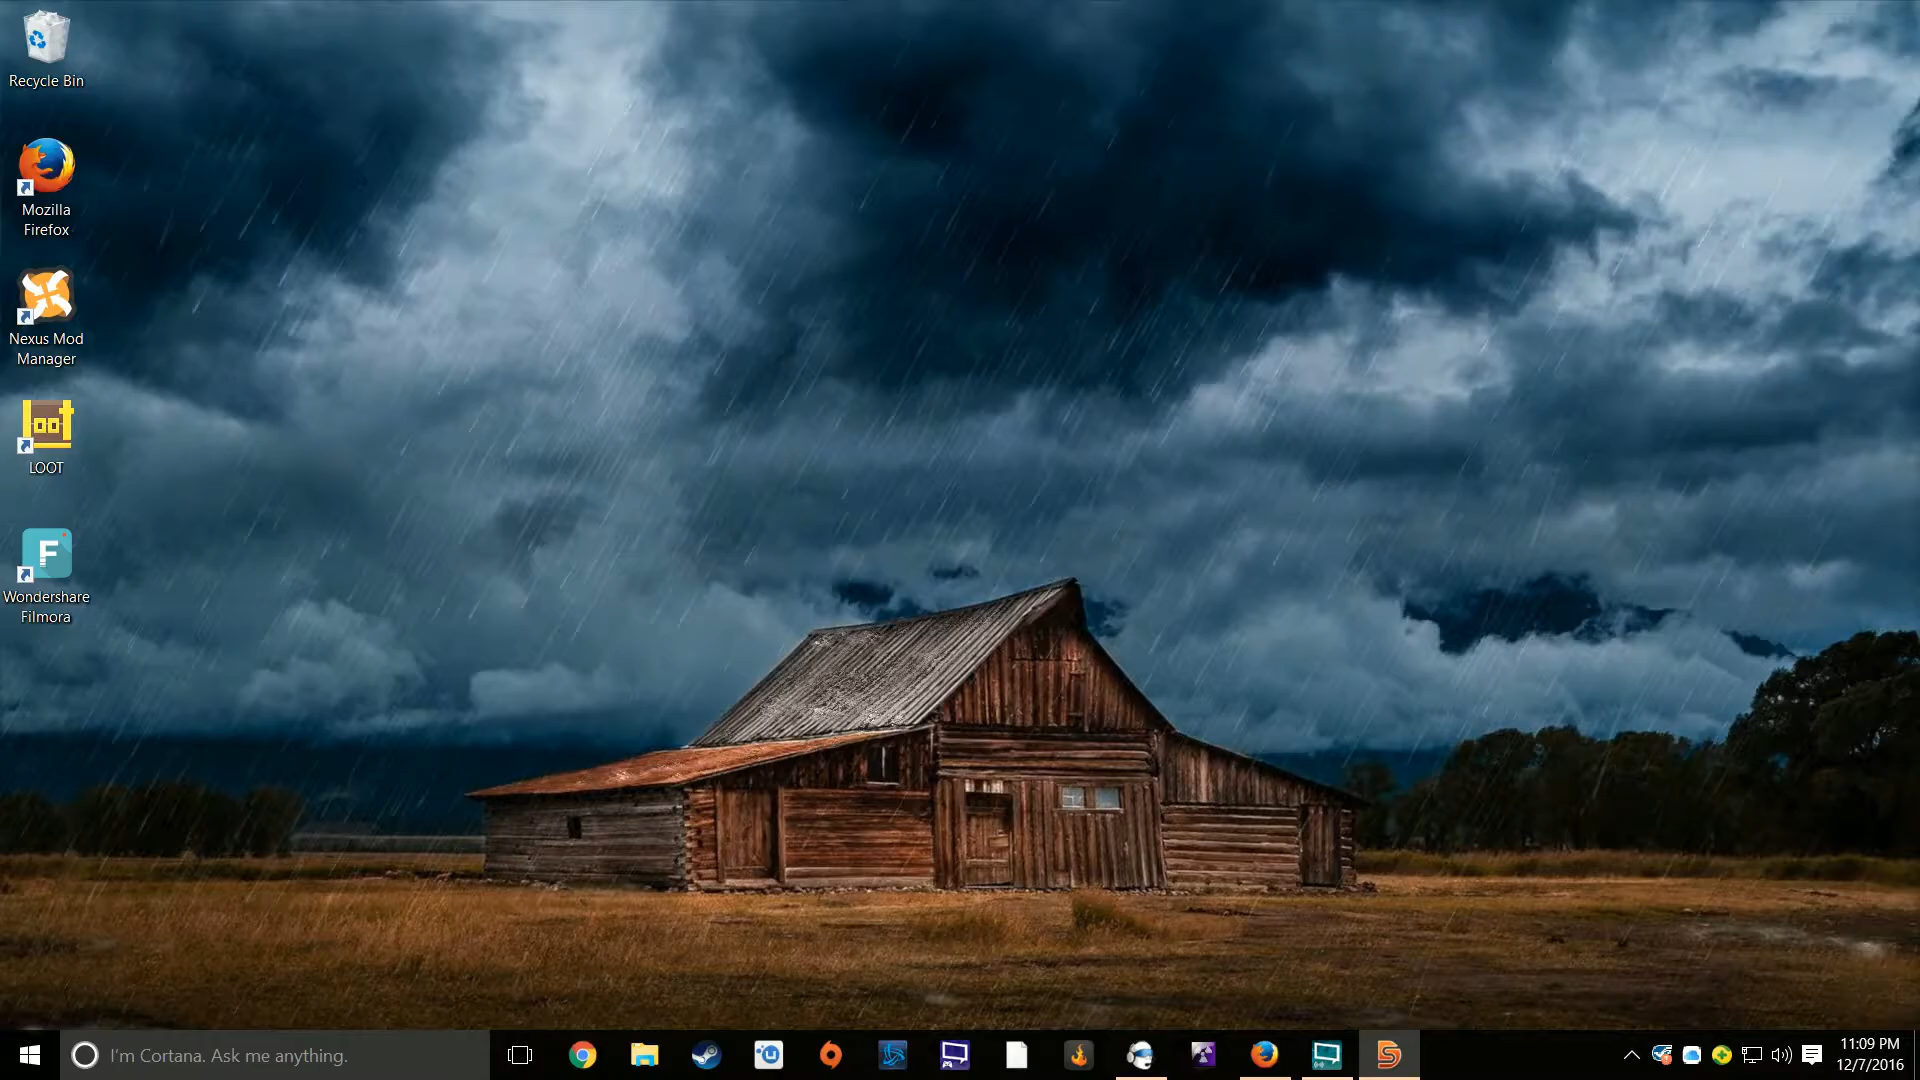 Recycle Bin
Mozilla
Firefox
Nexus Mod
Manager
LOOT
Wondershare
Filmora
I'm Cortana. Ask me anything.
11:09 PM
12/7/2016